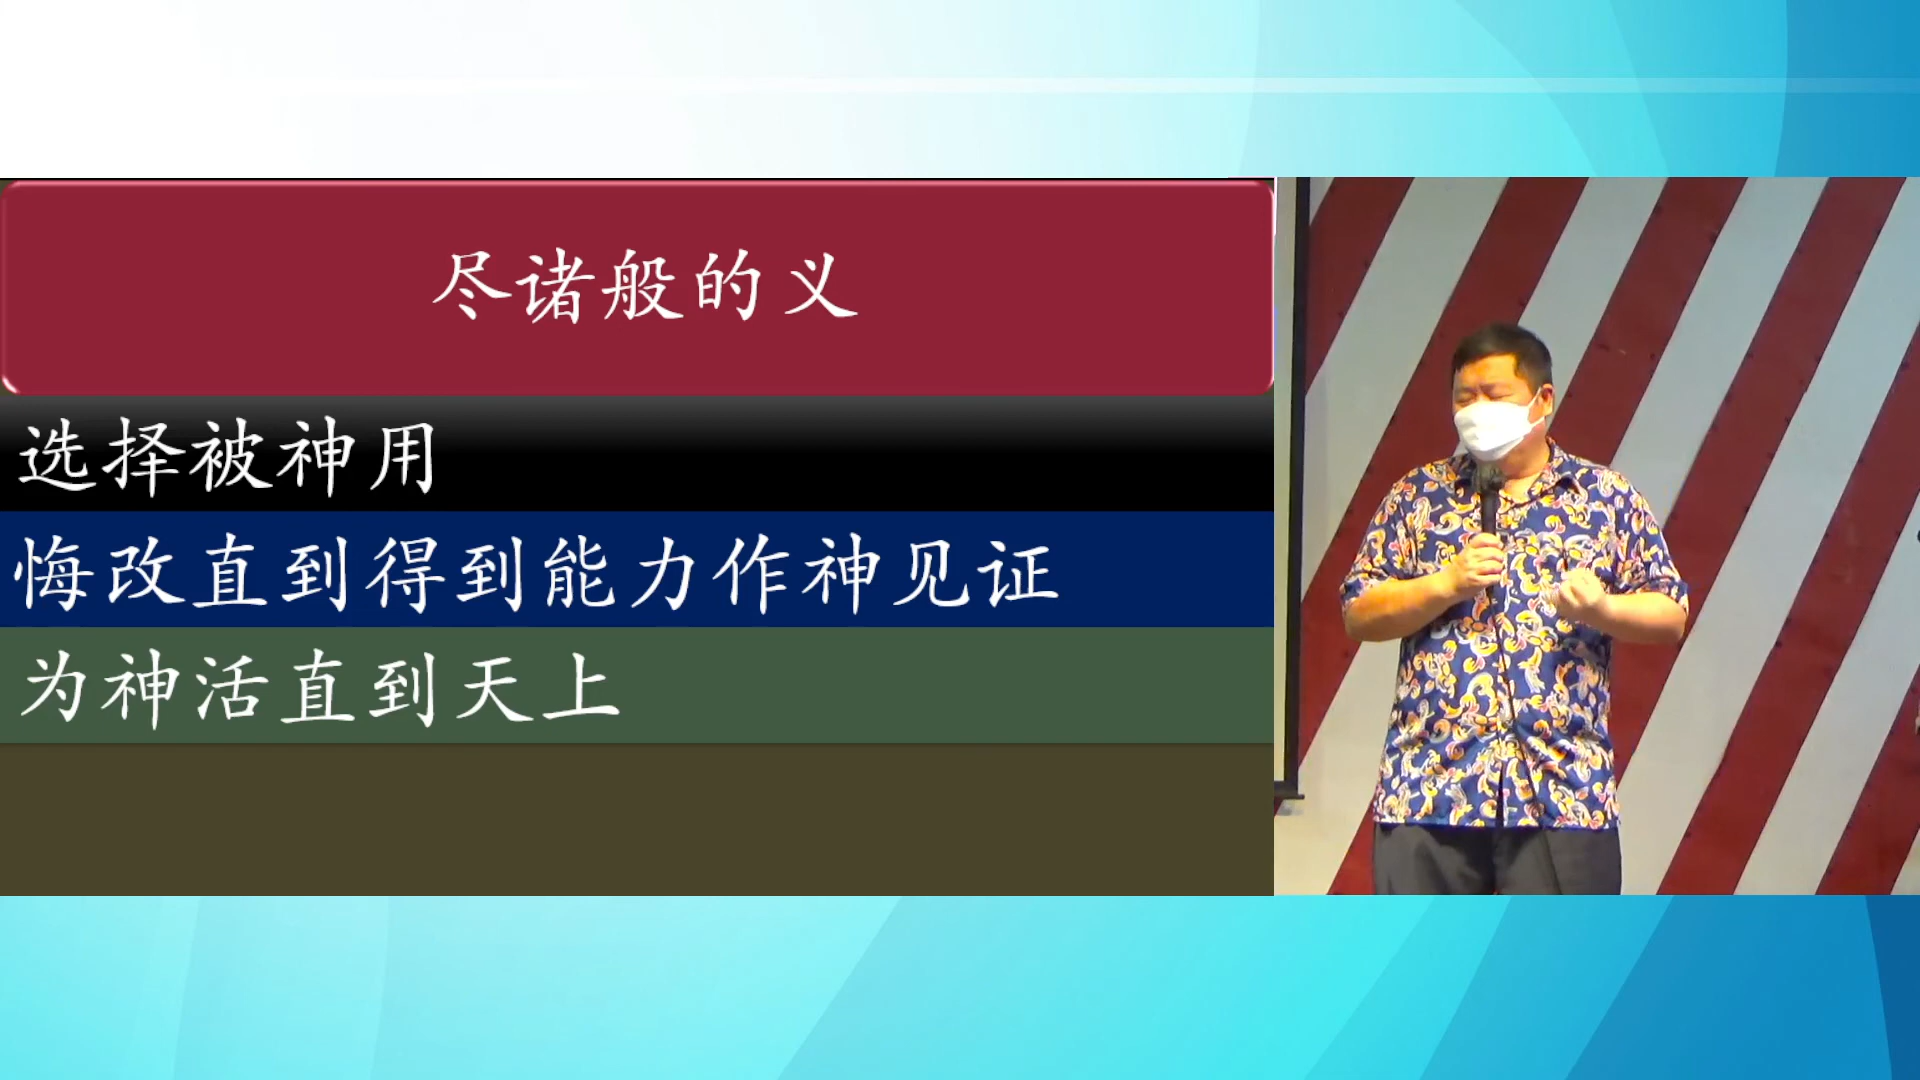 尽诸般的义
选择被神用
悔改直到得到能力作神见证
为神活直到天上